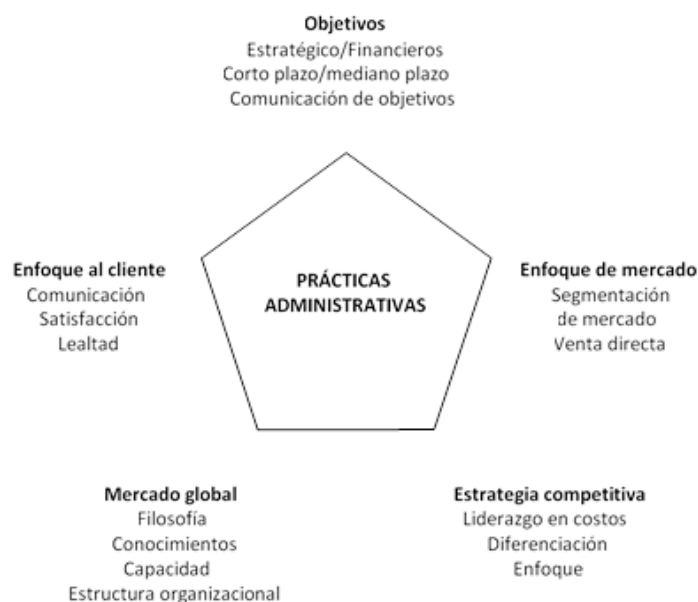 Objetivos
Estratégico/Financieros
Corto plazo/mediano plazo
Comunicación de objetivos
Enfoque al cliente
Comunicación
Satisfacción
Lealtad
PRÁCTICAS
ADMINISTRATIVAS
Enfoque de mercado
Segmentación
de mercado
Venta directa
Mercado global
Filosofía
Conocimientos
Capacidad
Estructura organizacional
Estrategia competitiva
Liderazgo en costos
Diferenciación
Enfoque